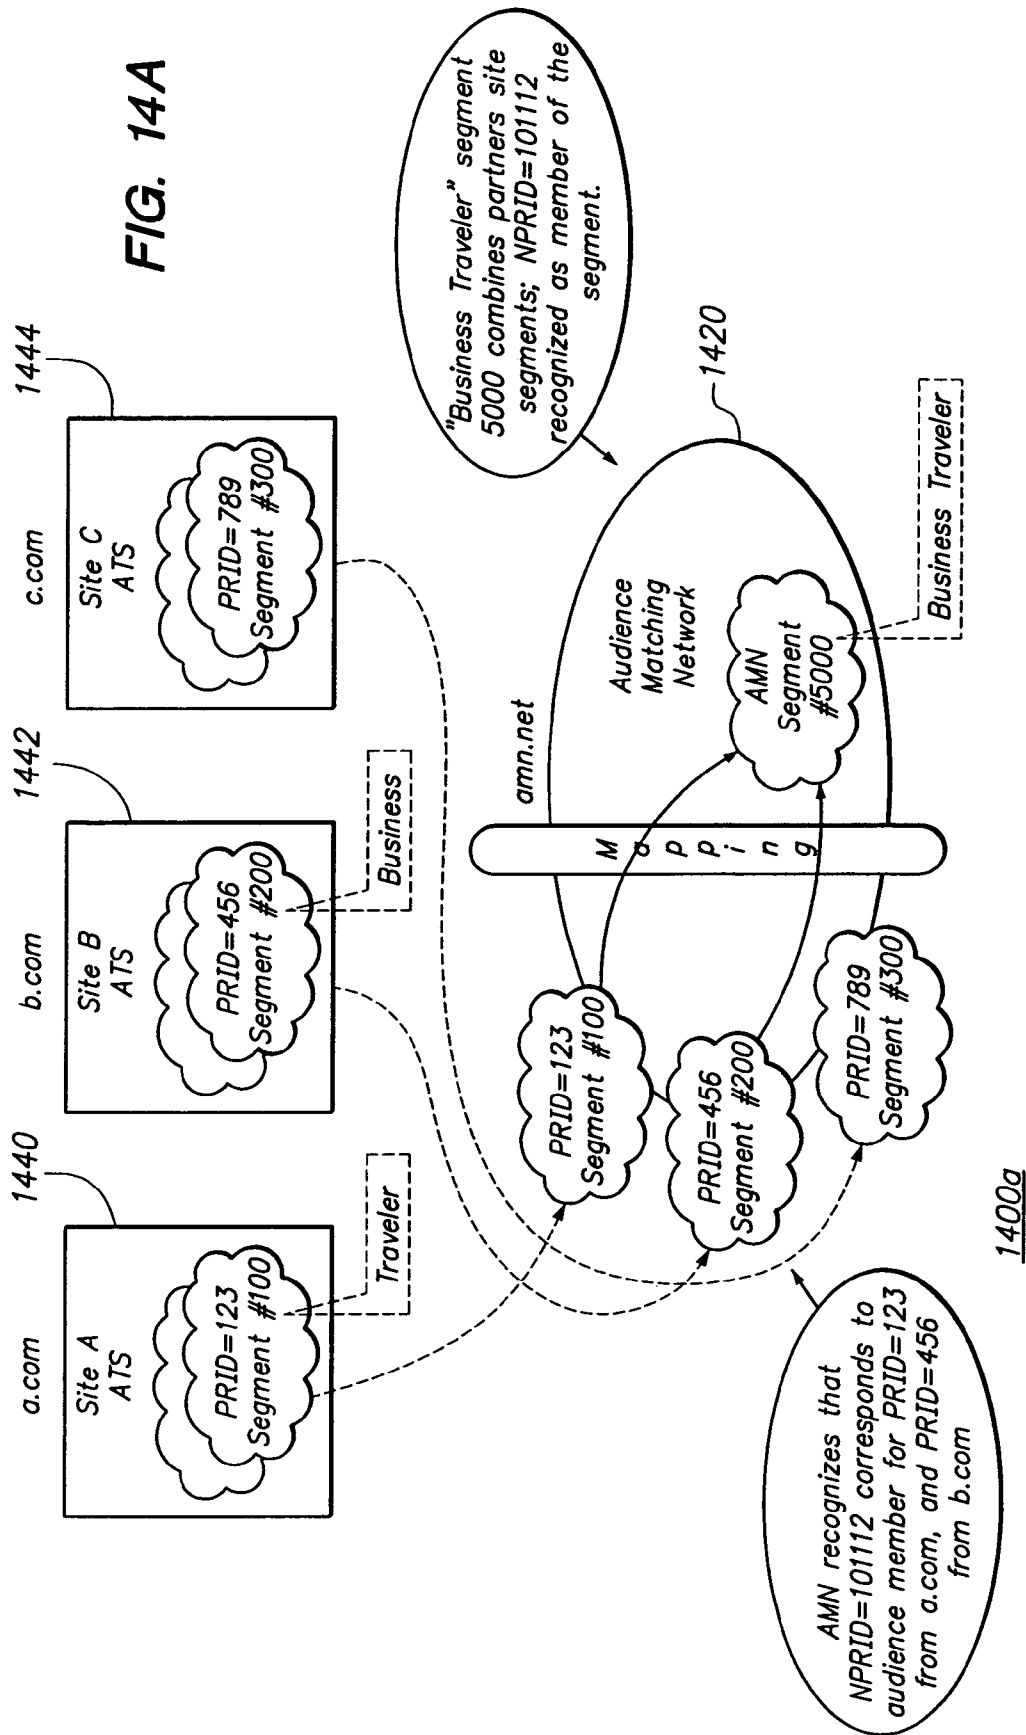 FIG. 14A
a.com
1440
Site A
ATS
PRID=123
Segment #100
Traveler
b.com
1442
Site B
ATS
PRID=456
Segment #200
Business
c.com
1444
Site C
ATS
PRID=789
Segment #300
"Business Traveler" segment
5000 combines partners site
segments; NPRID=101112
recognized as member of the
segment.
1420
amn.net
Audience
Matching
Network
Mapping
PRID=123
Segment #100
PRID=456
Segment #200
PRID=789
Segment #300
AMN
Segment
#5000
Business Traveler
AMN recognizes that
NPRID=101112 corresponds to
audience member for PRID=123
from a.com, and PRID=456
from b.com
1400a